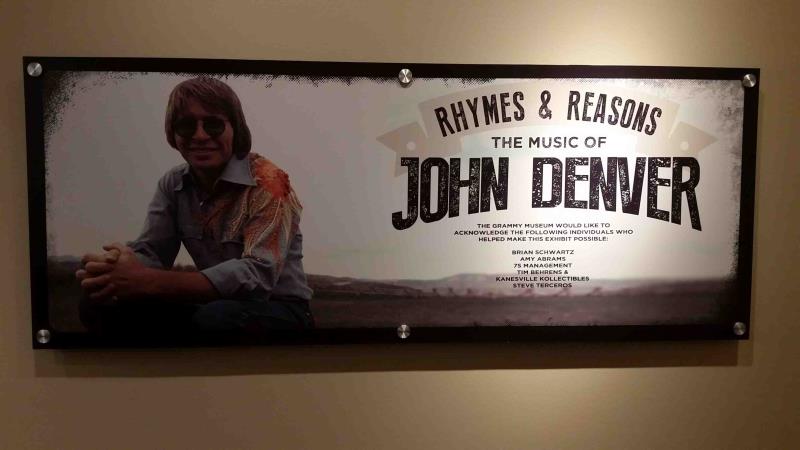 RHYMES & REASONS
THE MUSIC OF
JOHN DENVER
THE GRAMMY MUSEUM WOULD LIKE TO
ACKNOWLEDGE THE FOLLOWING INDIVIDUALS WHO
HELPED MAKE THIS EXHIBIT POSSIBLE:
BRIAN SCHWARTZ
AMY ABRAMS
7S MANAGEMENT
TIM BEHRENS &
KANESVILLE KOLLECTIBLES
STEVE TERCEROS